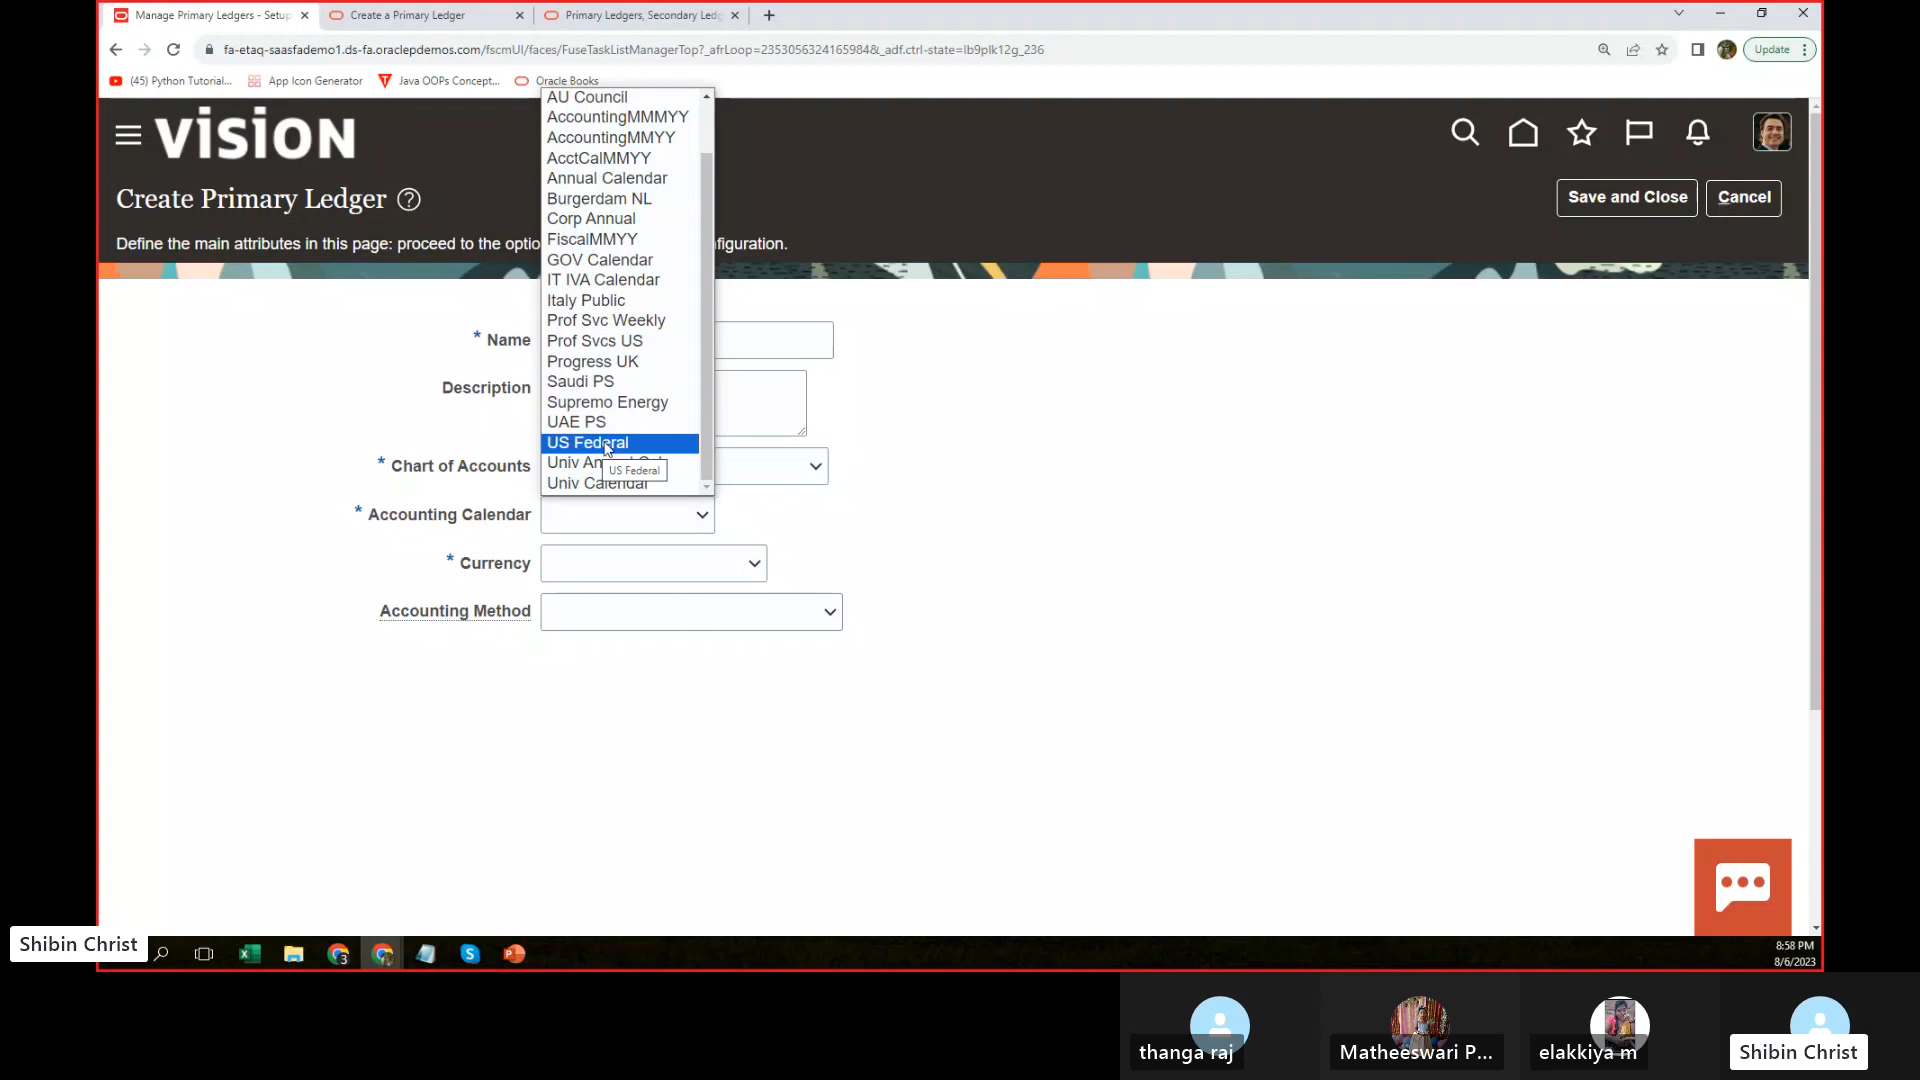 Manage Primary Ledgers - Setup
Create a Primary Ledger
Primary Ledgers, Secondary Ledg
fa-etaq-saasfademo1.ds-fa.oraclepdemos.com/fscmUI/faces/FuseTaskListManagerTop?_afrLoop=2353056324165984&_adf.ctrl-state=lb9plk12g_236
Update
(45) Python Tutorial...
App Icon Generator
Java OOPs Concept...
Oracle Books
VISION
Create Primary Ledger ?
Save and Close
Cancel
Define the main attributes in this page: proceed to the optio
figuration.
AU Council
AccountingMMMYY
AccountingMMYY
AcctCalMMYY
Annual Calendar
Burgerdam NL
Corp Annual
FiscalMMYY
GOV Calendar
IT IVA Calendar
Italy Public
Prof Svc Weekly
Prof Svcs US
Progress UK
Saudi PS
Supremo Energy
UAE PS
US Federal
Univ An
US Federal
Univ Calendar
* Name
Description
* Chart of Accounts
* Accounting Calendar
* Currency
Accounting Method
8:58 PM
8/6/2023
Shibin Christ
thanga raj
Matheeswari P...
elakkiya m
Shibin Christ